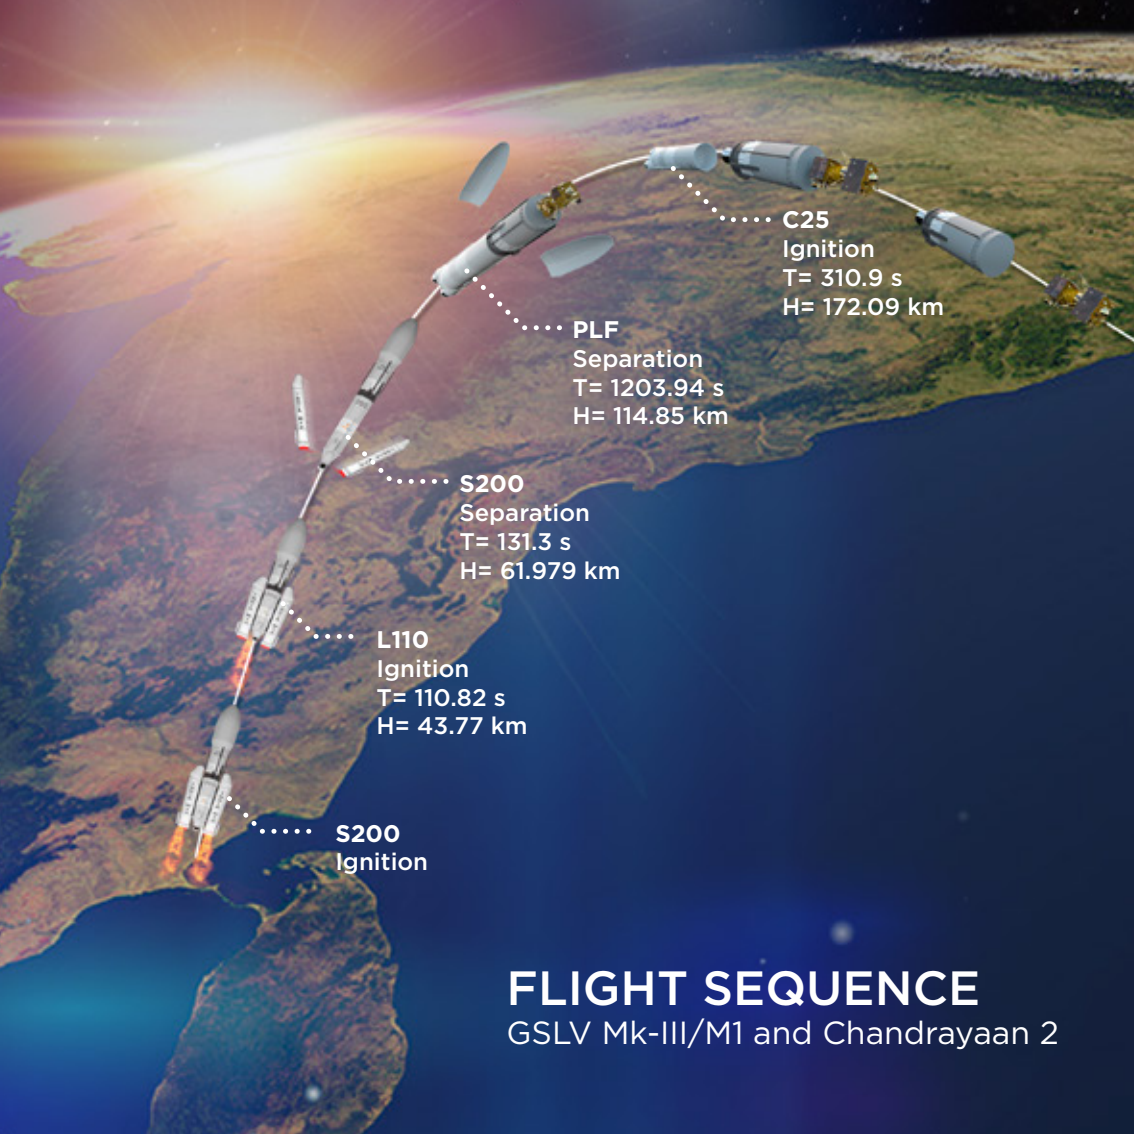 C25
Ignition
T= 310.9 s
H= 172.09 km
PLF
Separation
T= 1203.94 s
H= 114.85 km
S200
Separation
T= 131.3 s
H= 61.979 km
L110
Ignition
T= 110.82 s
H= 43.77 km
S200
Ignition
FLIGHT SEQUENCE
GSLV Mk-III/M1 and Chandrayaan 2